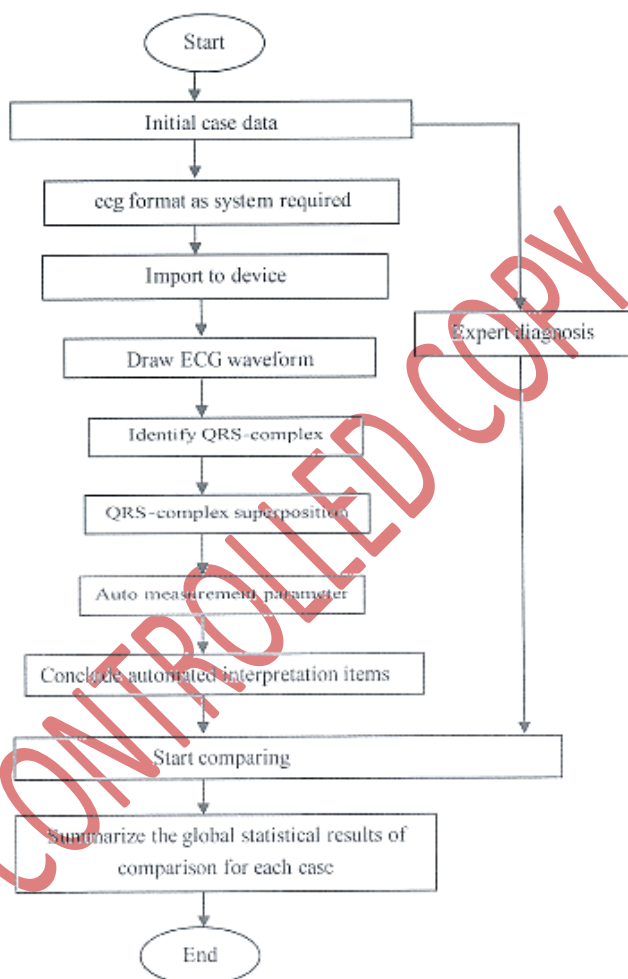 Start
Initial case data
ecg format as system required
Import to device
Expert diagnosis
Draw ECG waveform
Identify QRS-complex
QRS-complex superposition
Auto measurement parameter
Conclude automated interpretation items
Start comparing
Summarize the global statistical results of
comparison for each case
End
CONTROLLED COPY